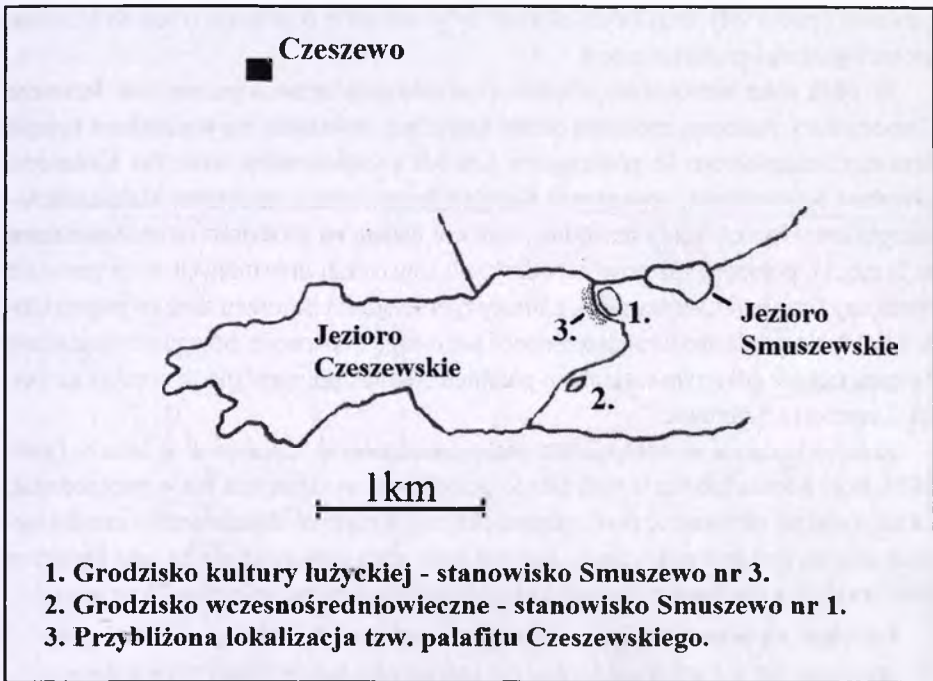 Czeszewo
Jezioro
Czeszewskie
3.
1.
2.
Jezioro
Smuszewskie
1km
1. Grodzisko kultury łużyckiej - stanowisko Smuszewo nr 3.
2. Grodzisko wczesnośredniowieczne - stanowisko Smuszewo nr 1.
3. Przybliżona lokalizacja tzw. palafitu Czeszewskiego.